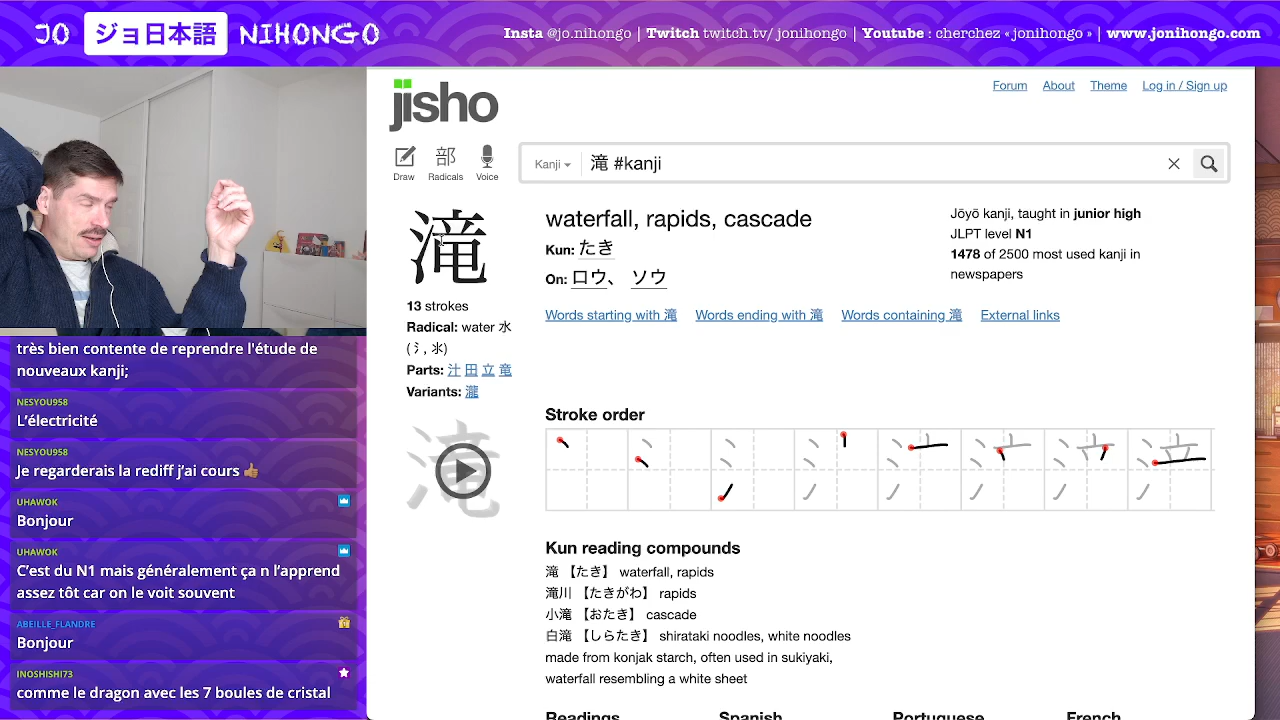 JO ジョ日本語 NIHONGO
Insta @jo.nihongo | Twitch twitch.tv/ jonihongo | Youtube : cherchez « jonihongo » | www.jonihongo.com
jisho
Forum About Theme Log in / Sign up
部
Draw Radicals Voice
Kanji 滝 #kanji
滝
13 strokes
Radical: water 水
(氵, 氺)
Parts: 汁 田 立 竜
Variants: 瀧
waterfall, rapids, cascade
Kun: たき
On: ロウ、 ソウ
Jōyō kanji, taught in junior high
JLPT level N1
1478 of 2500 most used kanji in
newspapers
Words starting with 滝 Words ending with 滝 Words containing 滝 External links
Stroke order
滝
Kun reading compounds
滝 【たき】 waterfall, rapids
滝川 【たきがわ】 rapids
小滝 【おたき】 cascade
白滝 【しらたき】 shirataki noodles, white noodles
made from konjak starch, often used in sukiyaki,
waterfall resembling a white sheet
Readings Spanish Portuguese French
très bien contente de reprendre l'étude de
nouveaux kanji;
NESYOU958
L'électricité
NESYOU958
Je regarderais la rediff j'ai cours 👍🏽
UHAWOK
Bonjour
UHAWOK
C'est du N1 mais généralement ça n l'apprend
assez tôt car on le voit souvent
ABEILLE_FLANDRE
Bonjour
INOSHISHI73
comme le dragon avec les 7 boules de cristal